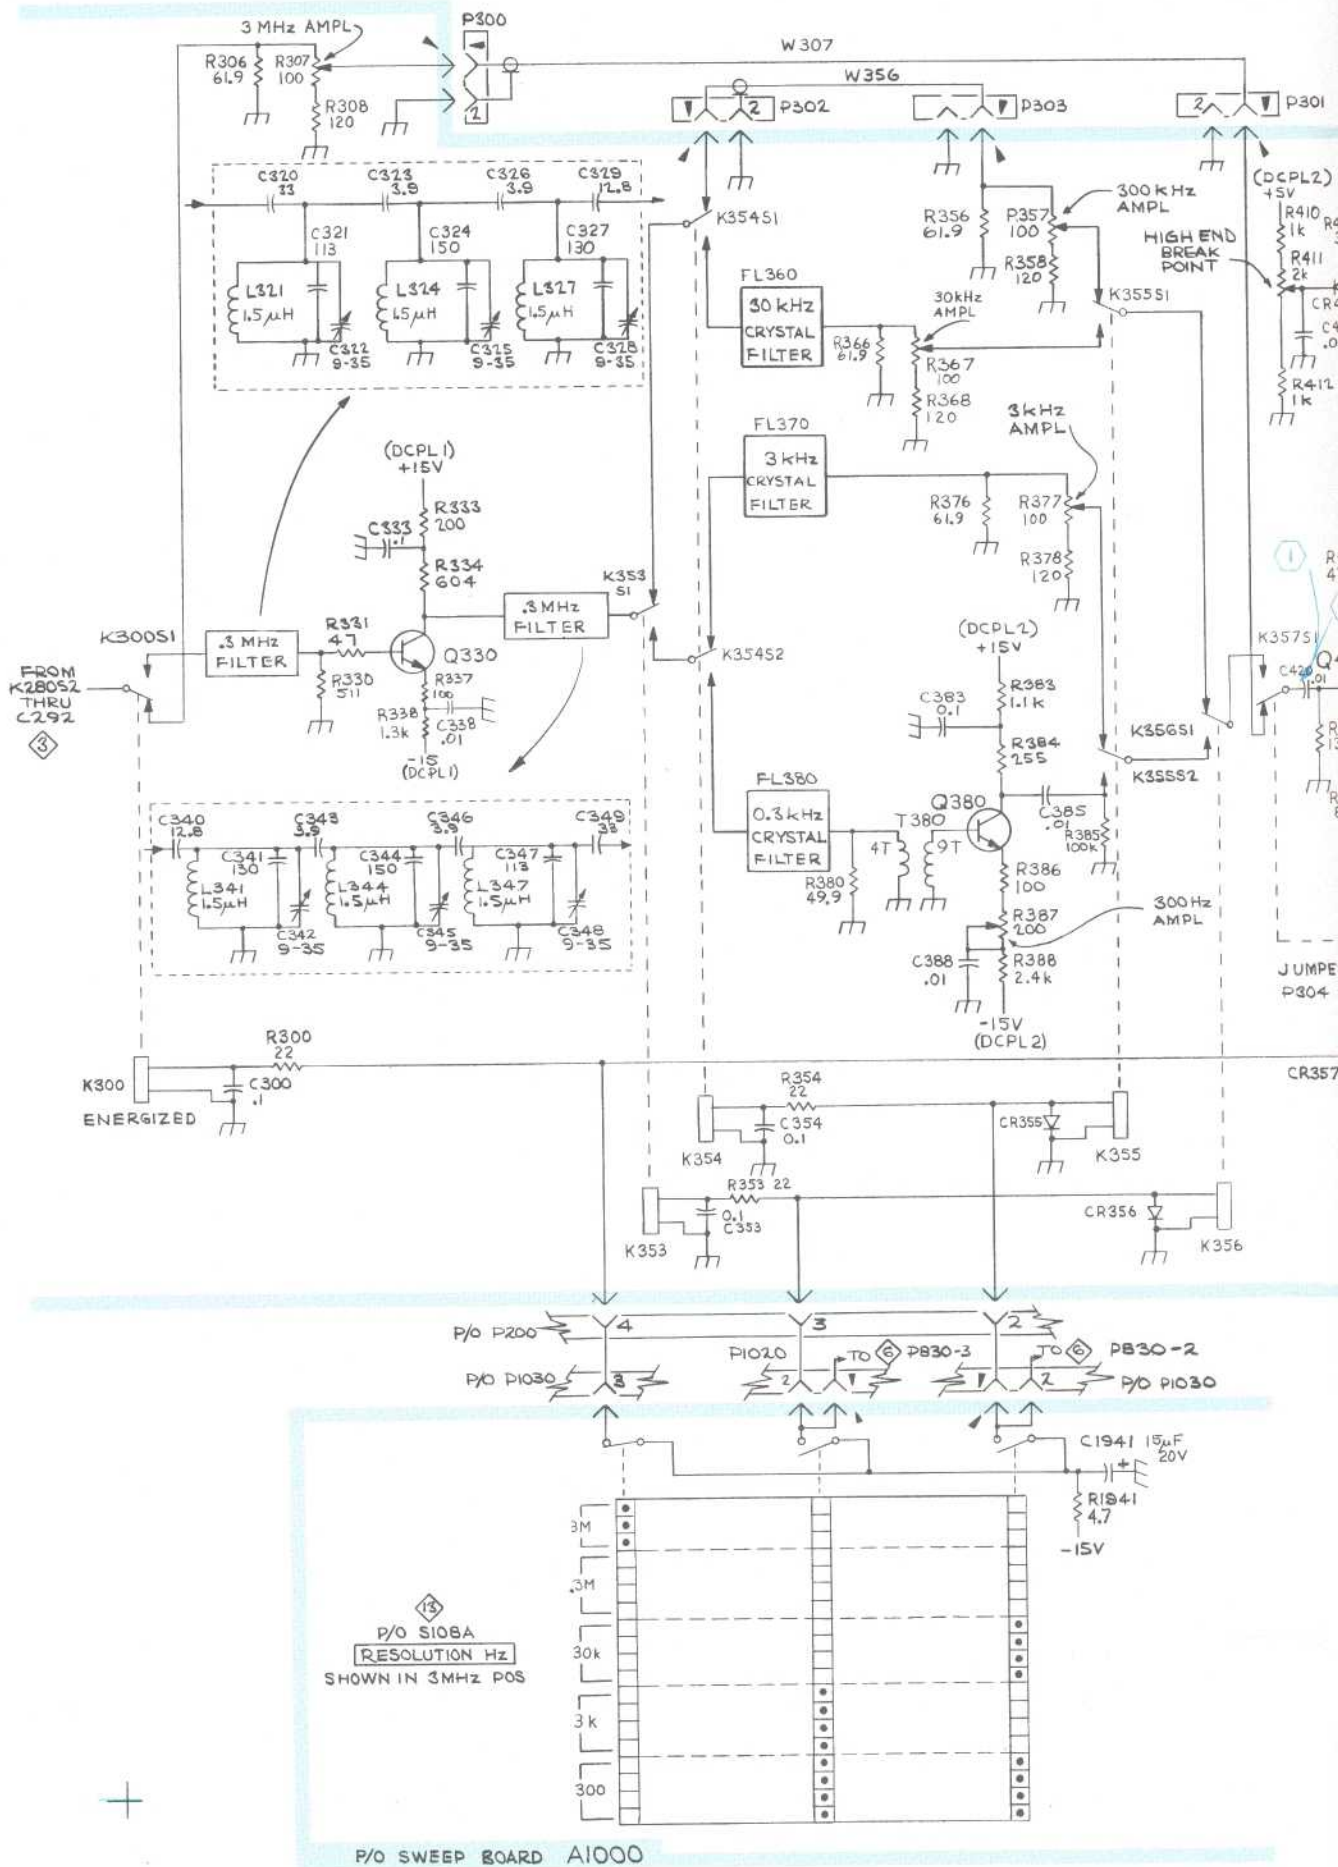 3 MHz AMPL
P300
R306
61.9
R307
100
R308
120
2
W307
W356
2 P302
P303
2 P301
C320
33
C323
3.9
C326
3.9
C329
12.8
C321
113
C324
150
C327
130
L321
1.5µH
L324
1.5µH
L327
1.5µH
C322
9-35
C325
9-35
C328
9-35
K354S1
R356
61.9
R357
100
300 kHz
AMPL
R358
120
(DCPL2)
+5V
R410
1k
HIGH END
BREAK
POINT
R411
2k
R412
1k
FL360
30 kHz
CRYSTAL
FILTER
30kHz
AMPL
K355S1
R366
61.9
R367
100
R368
120
FL370
3 kHz
CRYSTAL
FILTER
3kHz
AMPL
R376
61.9
R377
100
R378
120
(DCPL1)
+15V
R333
200
C333
.1
R334
604
K353
S1
.3MHz
FILTER
K300S1
.3 MHz
FILTER
R331
47
Q330
R330
511
R337
100
R338
1.3k
C338
.01
-15
(DCPL1)
FROM
K280S2
THRU
C292
3
K354S2
(DCPL2)
+15V
C383
0.1
R383
1.1k
R384
255
1
K357S1
C420
.01
K356S1
K355S2
FL380
0.3kHz
CRYSTAL
FILTER
T380
4T
9T
Q380
C385
.01
R385
100k
R380
49.9
R386
100
R387
200
300Hz
AMPL
C388
.01
R388
2.4k
-15V
(DCPL2)
JUMPE
P304
C340
12.8
C343
3.9
C346
3.9
C349
33
C341
130
C344
150
C347
113
L341
1.5µH
L344
1.5µH
L347
1.5µH
C342
9-35
C345
9-35
C348
9-35
R300
22
K300
C300
.1
ENERGIZED
CR357
R354
22
C354
0.1
K354
CR355
K355
R353 22
0.1
C353
K353
CR356
K356
P/O P200
4
3
2
P/O P1030
3
P1020
2
TO 6 P830-3
TO 6 P830-2
2
P/O P1030
C1941 15µF
20V
R1941
4.7
-15V
3M
.3M
30k
3k
300
13
P/O S108A
RESOLUTION Hz
SHOWN IN 3MHz POS
P/O SWEEP BOARD A1000